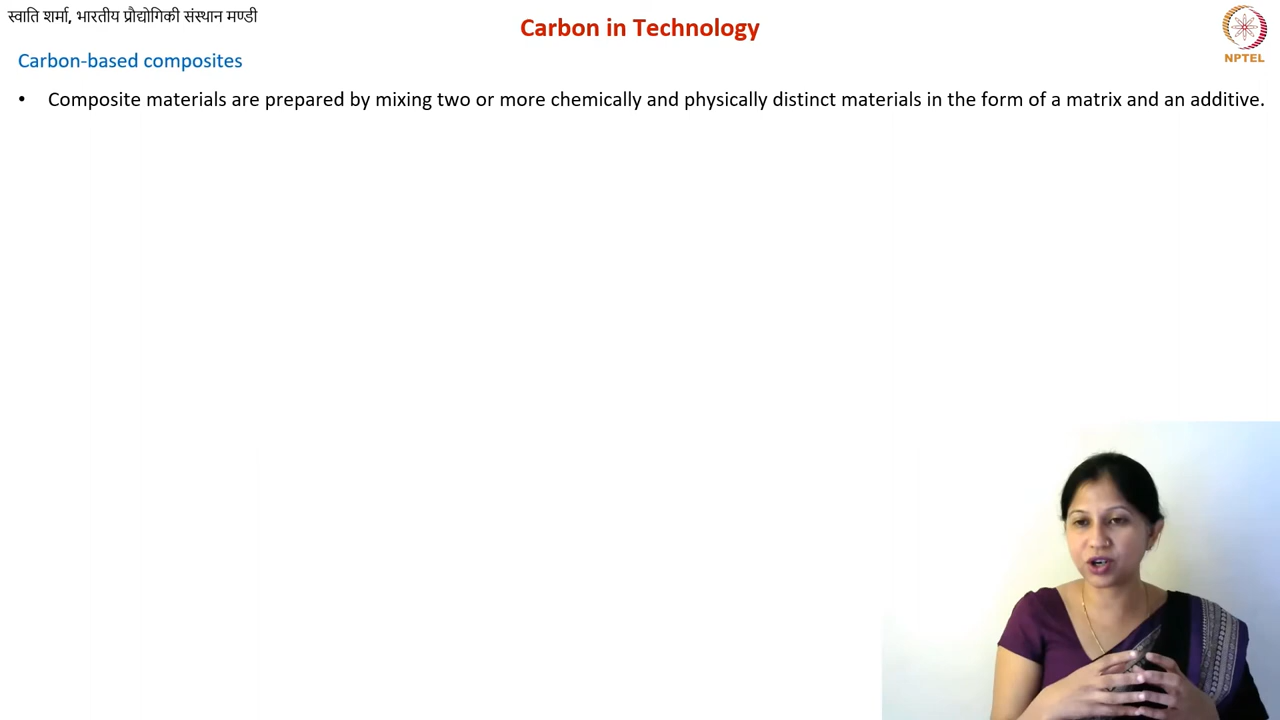 स्वाति शर्मा, भारतीय प्रौद्योगिकी संस्थान मण्डी
Carbon in Technology
NPTEL
Carbon-based composites
• Composite materials are prepared by mixing two or more chemically and physically distinct materials in the form of a matrix and an additive.